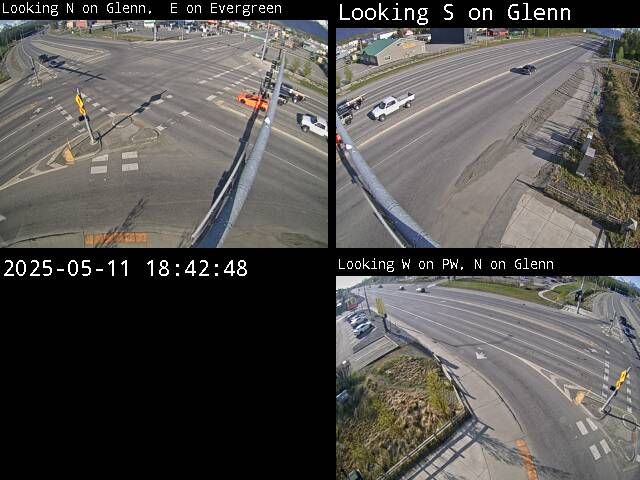 Looking N on Glenn,  E on Evergreen
Looking S on Glenn
2025-05-11 18:42:48
Looking W on PW, N on Glenn